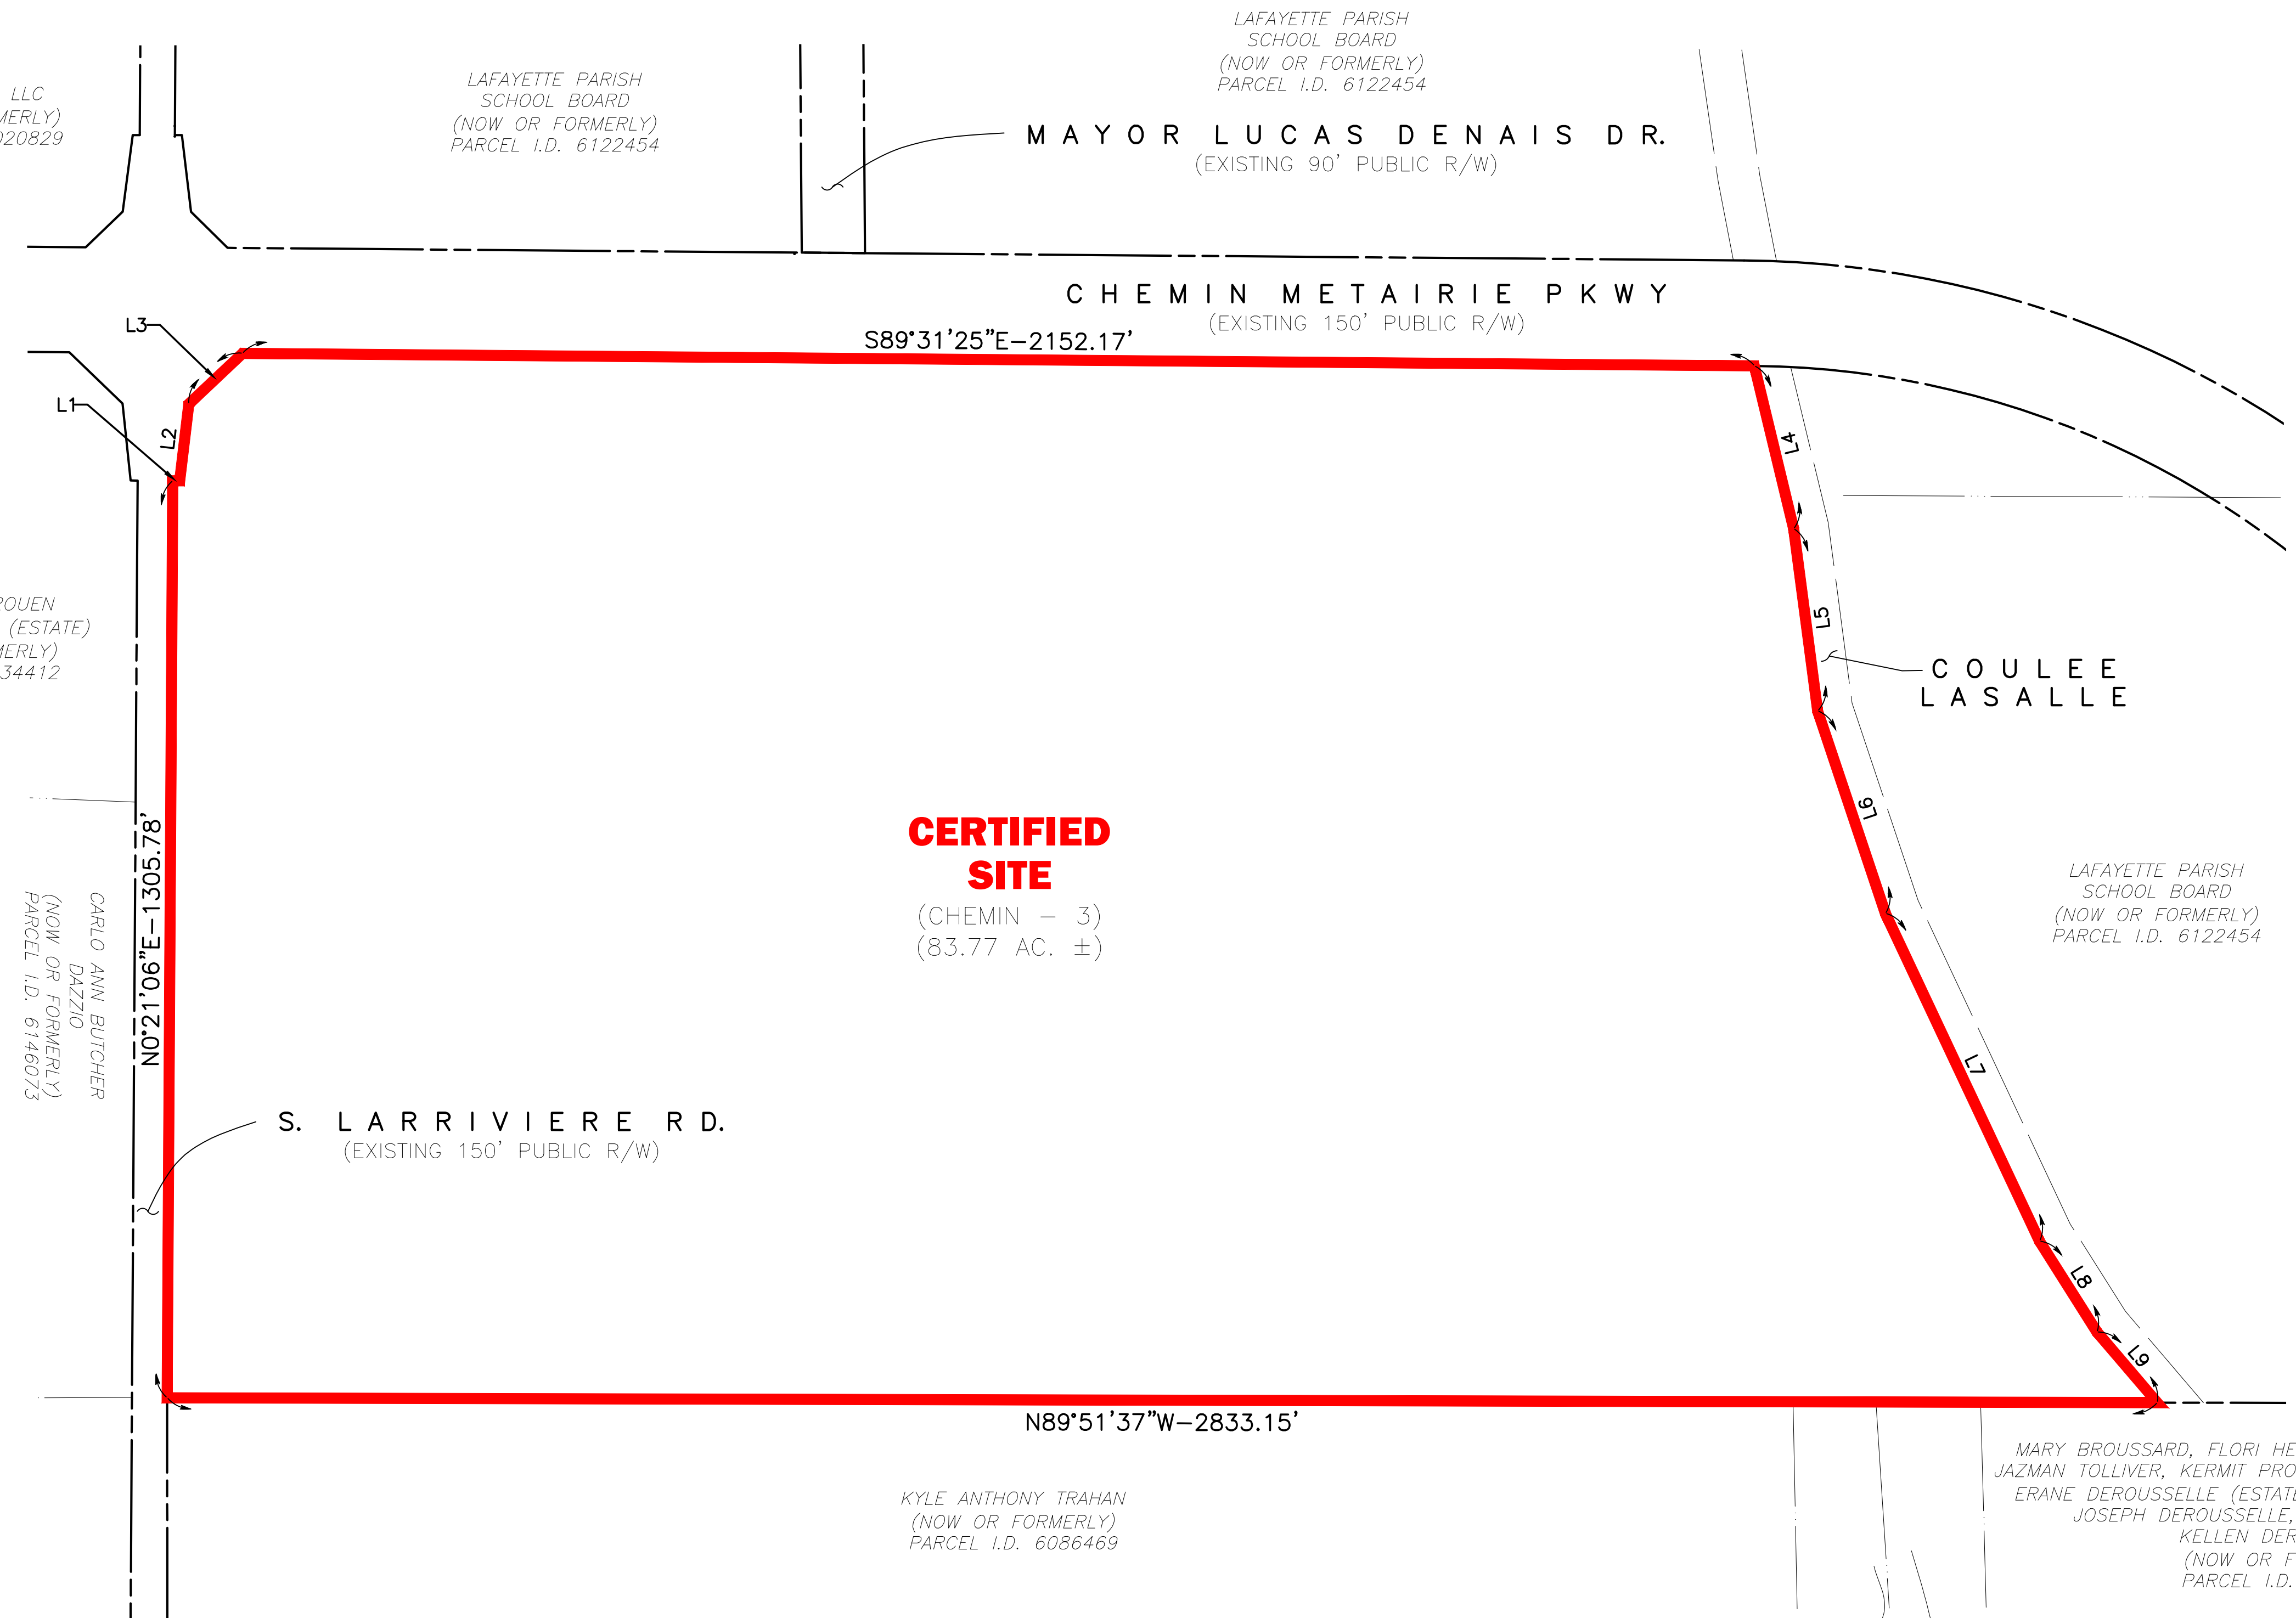 LAFAYETTE PARISH
SCHOOL BOARD
(NOW OR FORMERLY)
PARCEL I.D. 6122454
LLC
MERLY)
020829
LAFAYETTE PARISH
SCHOOL BOARD
(NOW OR FORMERLY)
PARCEL I.D. 6122454
MAYOR LUCAS DENAIS DR.
(EXISTING 90' PUBLIC R/W)
CHEMIN METAIRIE PKWY
(EXISTING 150' PUBLIC R/W)
S89°31'25"E-2152.17'
L3
L1
L2
L4
L5
L6
L7
L8
L9
ROUEN
(ESTATE)
MERLY)
34412
COULEE
LASALLE
CERTIFIED
SITE
(CHEMIN - 3)
(83.77 AC. ±)
N0°21'06"E-1305.78'
CARLO ANN BUTCHER
DAZZIO
(NOW OR FORMERLY)
PARCEL I.D. 6146073
LAFAYETTE PARISH
SCHOOL BOARD
(NOW OR FORMERLY)
PARCEL I.D. 6122454
S. LARRIVIERE RD.
(EXISTING 150' PUBLIC R/W)
N89°51'37"W-2833.15'
KYLE ANTHONY TRAHAN
(NOW OR FORMERLY)
PARCEL I.D. 6086469
MARY BROUSSARD, FLORI HE
JAZMAN TOLLIVER, KERMIT PRO
ERANE DEROUSSELLE (ESTATE
JOSEPH DEROUSSELLE,
KELLEN DER
(NOW OR F
PARCEL I.D.